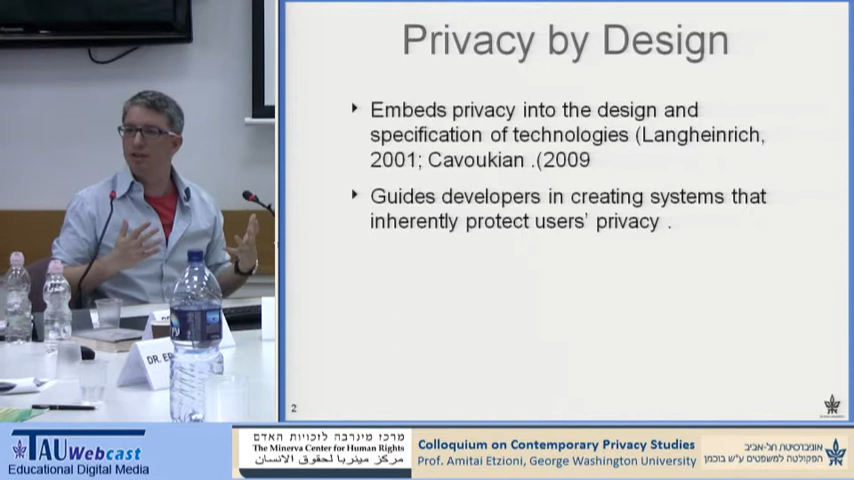 Privacy by Design
Embeds privacy into the design and
specification of technologies (Langheinrich,
2001; Cavoukian .(2009
Guides developers in creating systems that
inherently protect users’ privacy .
2
DR.
TAU Webcast
Educational Digital Media
מרכז מינרבה לזכויות האדם
The Minerva Center for Human Rights
مركز مينربا لحقوق الانسان
Colloquium on Contemporary Privacy Studies
Prof. Amitai Etzioni, George Washington University
אוניברסיטת תל-אביב
הפקולטה למשפטים ע"ש בוכמן